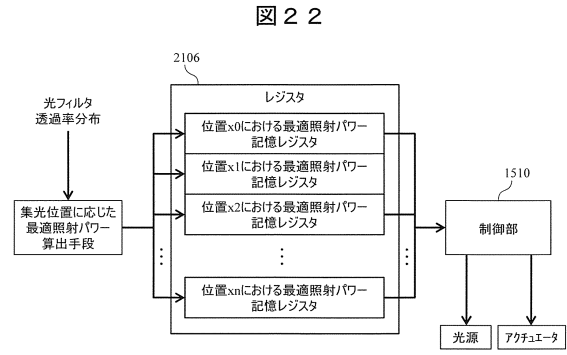 図２２
2106
レジスタ
光フィルタ
透過率分布
位置x0における最適照射パワー
記憶レジスタ
位置x1における最適照射パワー
記憶レジスタ
位置x2における最適照射パワー
記憶レジスタ
位置xnにおける最適照射パワー
記憶レジスタ
集光位置に応じた
最適照射パワー
算出手段
1510
制御部
光源
アクチュエータ